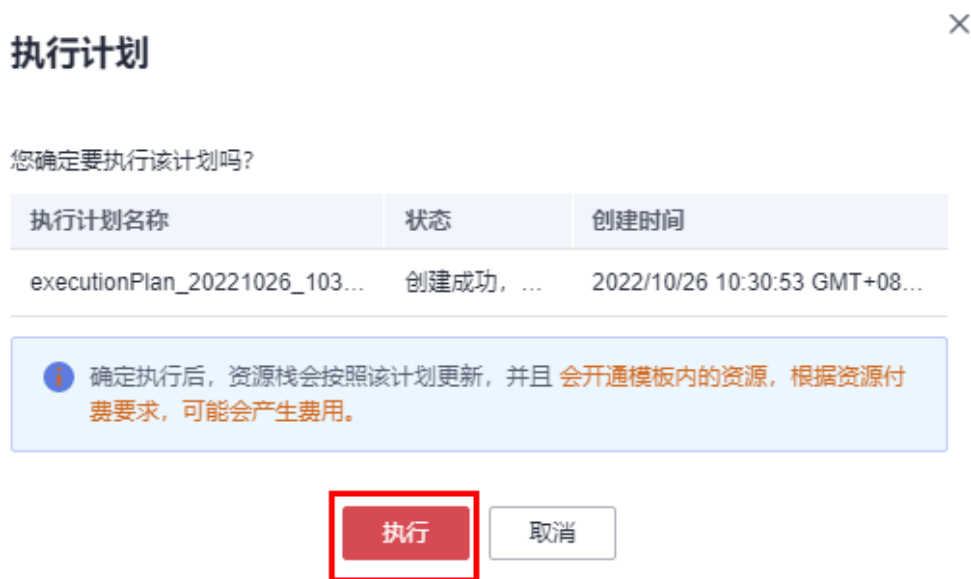 执行计划
您确定要执行该计划吗?
执行计划名称 状态 创建时间
executionPlan_20221026_103... 创建成功，... 2022/10/26 10:30:53 GMT+08...
确定执行后，资源栈会按照该计划更新，并且 会开通模板内的资源，根据资源付
费要求，可能会产生费用。
执行 取消